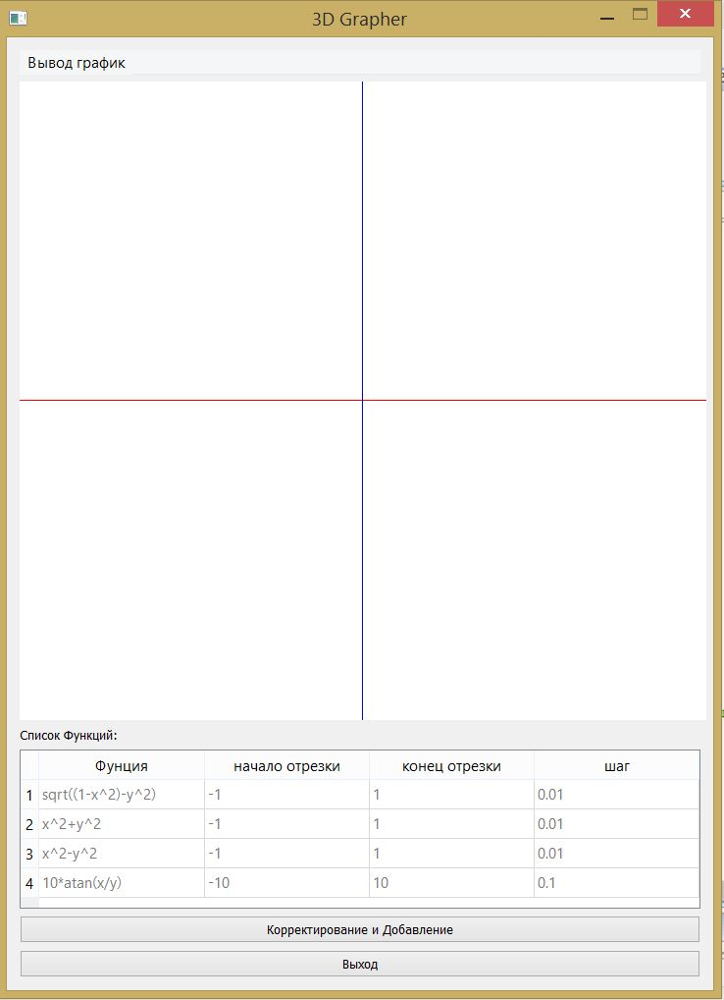 3D Grapher
Вывод график
Список Функций:
Фунция начало отрезки конец отрезки шаг
1 sqrt((1-x^2)-y^2) -1 1 0.01
2 x^2+y^2 -1 1 0.01
3 x^2-y^2 -1 1 0.01
4 10*atan(x/y) -10 10 0.1
Корректирование и Добавление
Выход